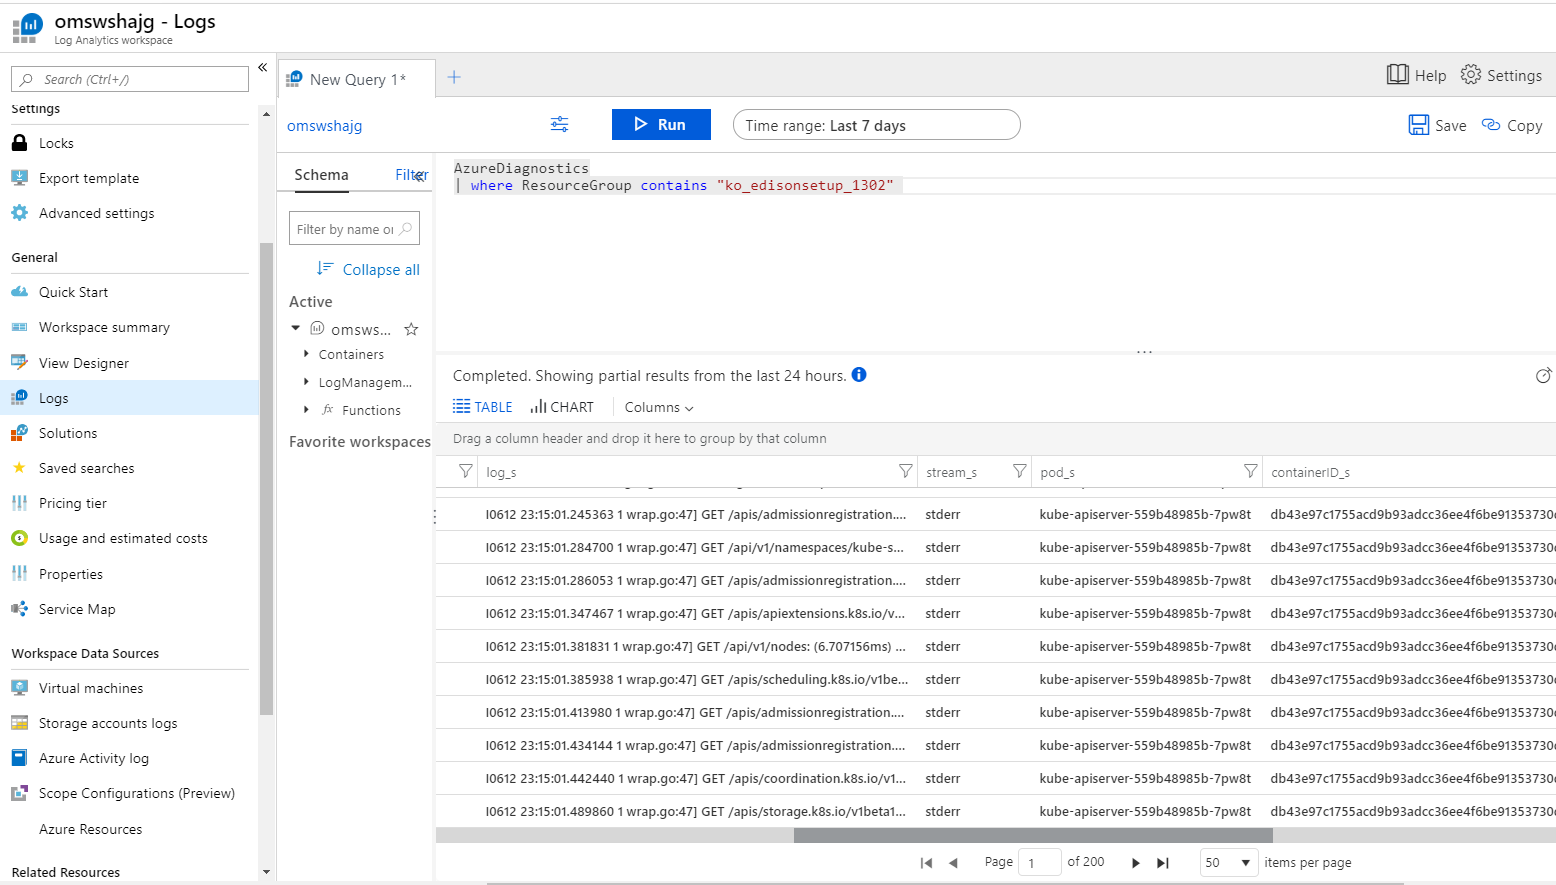 omswshajg - Logs
Log Analytics workspace
Search (Ctrl+/)
Settings
Locks
Export template
Advanced settings
General
Quick Start
Workspace summary
View Designer
Logs
Solutions
Saved searches
Pricing tier
Usage and estimated costs
Properties
Service Map
Workspace Data Sources
Virtual machines
Storage accounts logs
Azure Activity log
Scope Configurations (Preview)
Azure Resources
Related Resources
New Query 1*
Help
Settings
omswshajg
Run
Time range: Last 7 days
Save
Copy
Schema
Filter
Filter by name or
Collapse all
Active
omsws...
Containers
LogManagem...
fx Functions
Favorite workspaces
AzureDiagnostics
| where ResourceGroup contains "ko_edisonsetup_1302"
Completed. Showing partial results from the last 24 hours.
TABLE CHART Columns
Drag a column header and drop it here to group by that column
log_s stream_s pod_s containerID_s
I0612 23:15:01.245363 1 wrap.go:47] GET /apis/admissionregistration.... stderr kube-apiserver-559b48985b-7pw8t db43e97c1755acd9b93adcc36ee4f6be91353730
I0612 23:15:01.284700 1 wrap.go:47] GET /api/v1/namespaces/kube-s... stderr kube-apiserver-559b48985b-7pw8t db43e97c1755acd9b93adcc36ee4f6be91353730
I0612 23:15:01.286053 1 wrap.go:47] GET /apis/admissionregistration.... stderr kube-apiserver-559b48985b-7pw8t db43e97c1755acd9b93adcc36ee4f6be91353730
I0612 23:15:01.347467 1 wrap.go:47] GET /apis/apiextensions.k8s.io/v... stderr kube-apiserver-559b48985b-7pw8t db43e97c1755acd9b93adcc36ee4f6be91353730
I0612 23:15:01.381831 1 wrap.go:47] GET /api/v1/nodes: (6.707156ms) ... stderr kube-apiserver-559b48985b-7pw8t db43e97c1755acd9b93adcc36ee4f6be91353730
I0612 23:15:01.385938 1 wrap.go:47] GET /apis/scheduling.k8s.io/v1be... stderr kube-apiserver-559b48985b-7pw8t db43e97c1755acd9b93adcc36ee4f6be91353730
I0612 23:15:01.413980 1 wrap.go:47] GET /apis/admissionregistration.... stderr kube-apiserver-559b48985b-7pw8t db43e97c1755acd9b93adcc36ee4f6be91353730
I0612 23:15:01.434144 1 wrap.go:47] GET /apis/admissionregistration.... stderr kube-apiserver-559b48985b-7pw8t db43e97c1755acd9b93adcc36ee4f6be91353730
I0612 23:15:01.442440 1 wrap.go:47] GET /apis/coordination.k8s.io/v1... stderr kube-apiserver-559b48985b-7pw8t db43e97c1755acd9b93adcc36ee4f6be91353730
I0612 23:15:01.489860 1 wrap.go:47] GET /apis/storage.k8s.io/v1beta1... stderr kube-apiserver-559b48985b-7pw8t db43e97c1755acd9b93adcc36ee4f6be91353730
Page 1 of 200 50 items per page